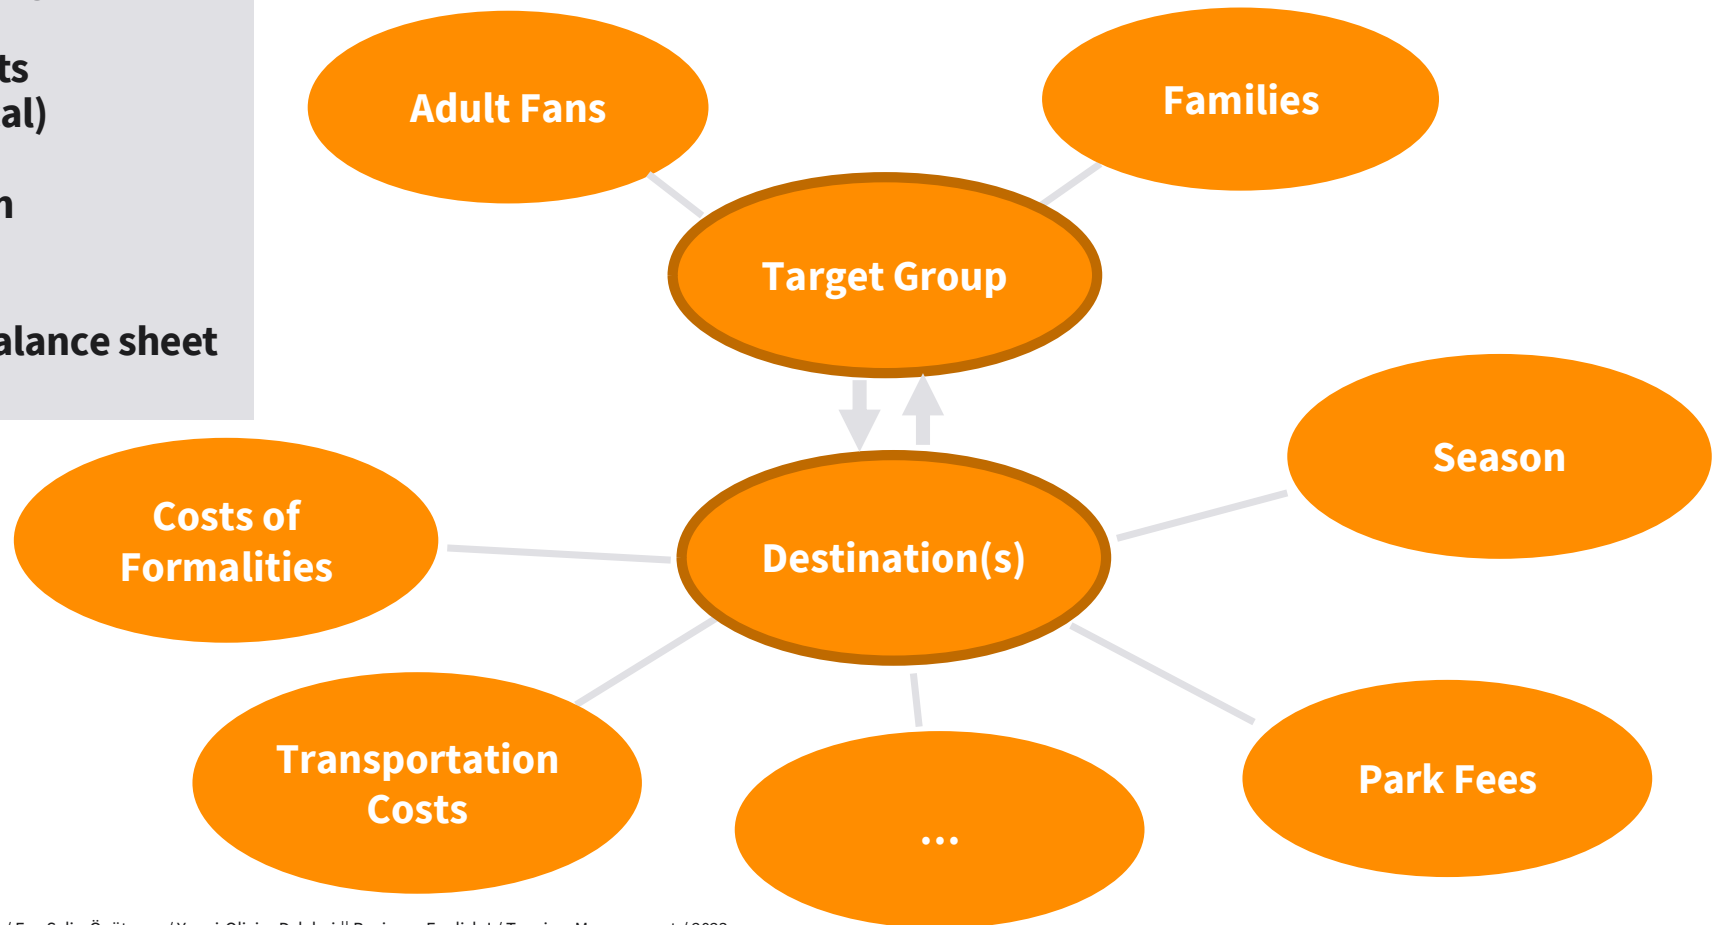 ts
al)
n
alance sheet
Adult Fans
Families
Target Group
Season
Costs of
Formalities
Destination(s)
Transportation
Costs
...
Park Fees